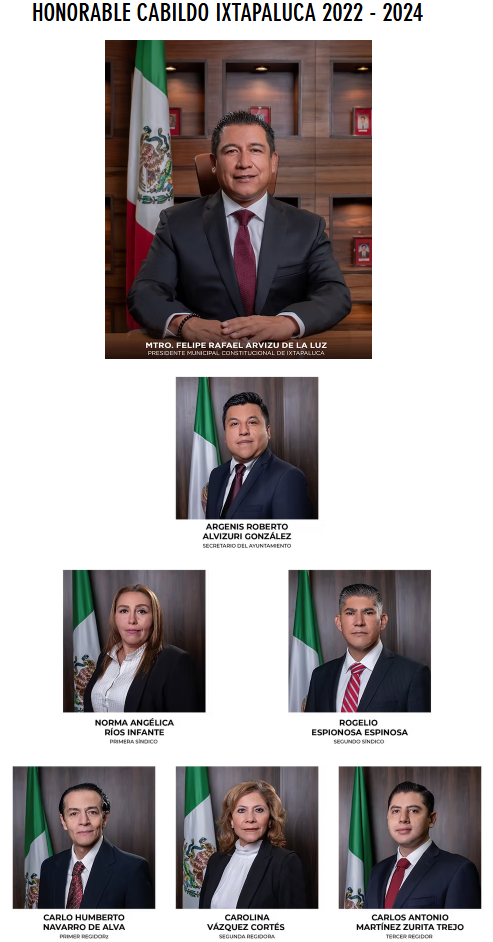 HONORABLE CABILDO IXTAPALUCA 2022 - 2024
MTRO. FELIPE RAFAEL ARVIZU DE LA LUZ
PRESIDENTE MUNICIPAL CONSTITUCIONAL DE IXTAPALUCA
ARGENIS ROBERTO
ALVIZURI GONZÁLEZ
SECRETARIO DEL AYUNTAMIENTO
NORMA ANGÉLICA
RÍOS INFANTE
PRIMERA SÍNDICO
ROGELIO
ESPIONOSA ESPINOSA
SEGUNDO SÍNDICO
CARLO HUMBERTO
NAVARRO DE ALVA
PRIMER REGIDOR2
CAROLINA
VÁZQUEZ CORTÉS
SEGUNDA REGIDORA
CARLOS ANTONIO
MARTÍNEZ ZURITA TREJO
TERCER REGIDOR